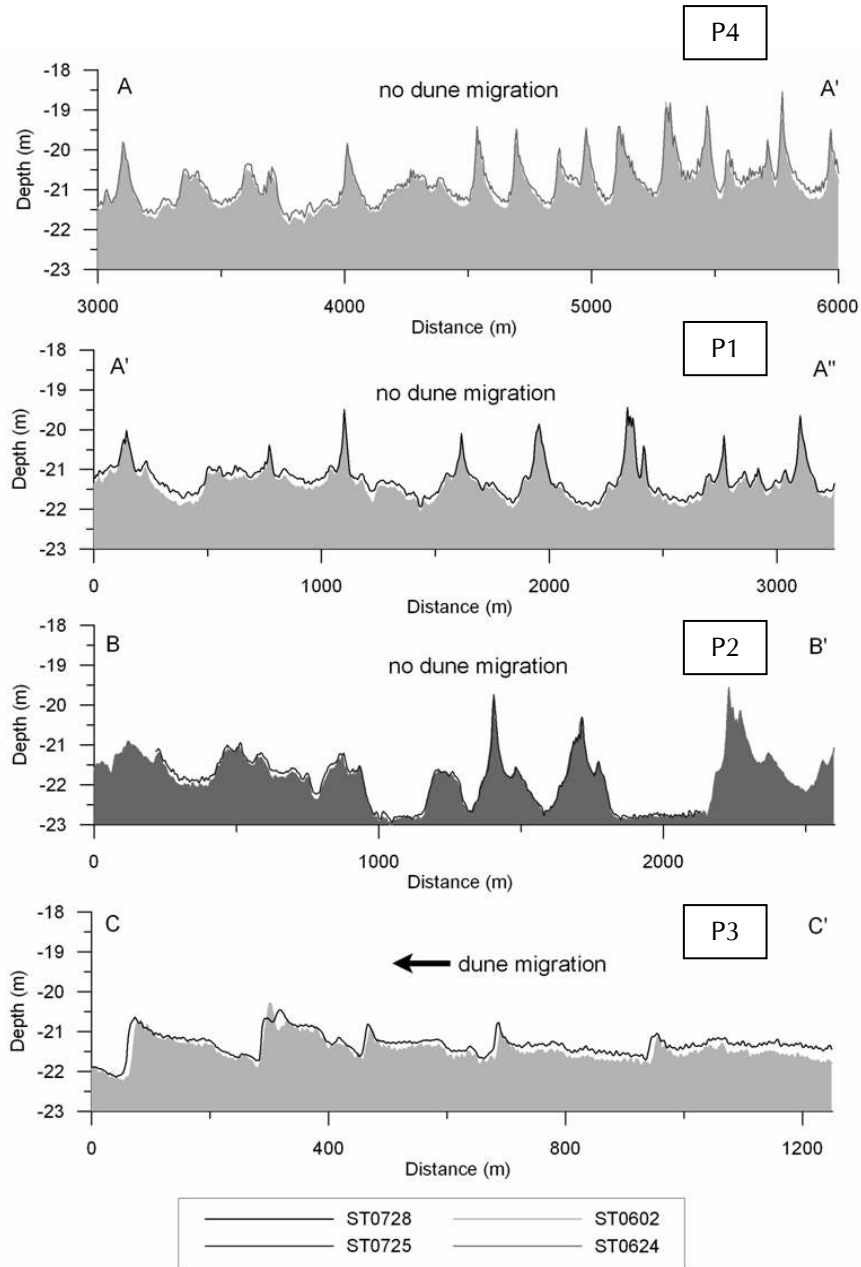 P4
A
no dune migration
A'
-18
-19
-20
-21
-22
-23
Depth (m)
3000
4000
5000
6000
Distance (m)
P1
A'
no dune migration
A"
-18
-19
-20
-21
-22
-23
Depth (m)
0
1000
2000
3000
Distance (m)
P2
B
no dune migration
B'
-18
-19
-20
-21
-22
-23
Depth (m)
0
1000
2000
Distance (m)
P3
C
dune migration
C'
-18
-19
-20
-21
-22
-23
Depth (m)
0
400
800
1200
Distance (m)
ST0728
ST0602
ST0725
ST0624